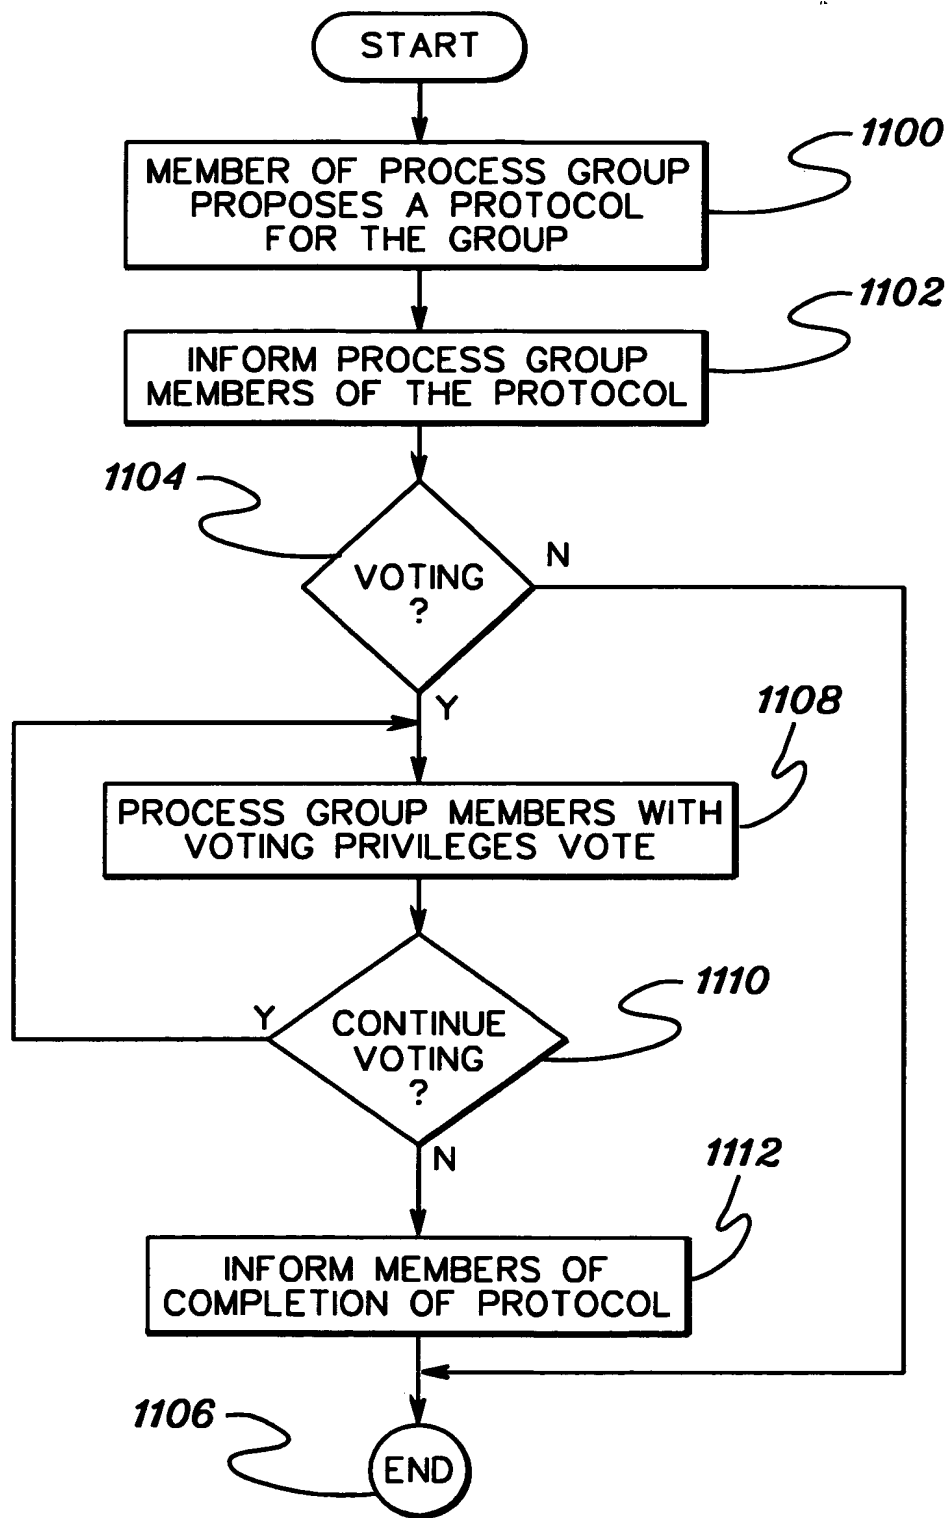 START
1100
MEMBER OF PROCESS GROUP
PROPOSES A PROTOCOL
FOR THE GROUP
1102
INFORM PROCESS GROUP
MEMBERS OF THE PROTOCOL
1104
VOTING
?
N
Y
1108
PROCESS GROUP MEMBERS WITH
VOTING PRIVILEGES VOTE
1110
Y
CONTINUE
VOTING
?
N
1112
INFORM MEMBERS OF
COMPLETION OF PROTOCOL
1106
END